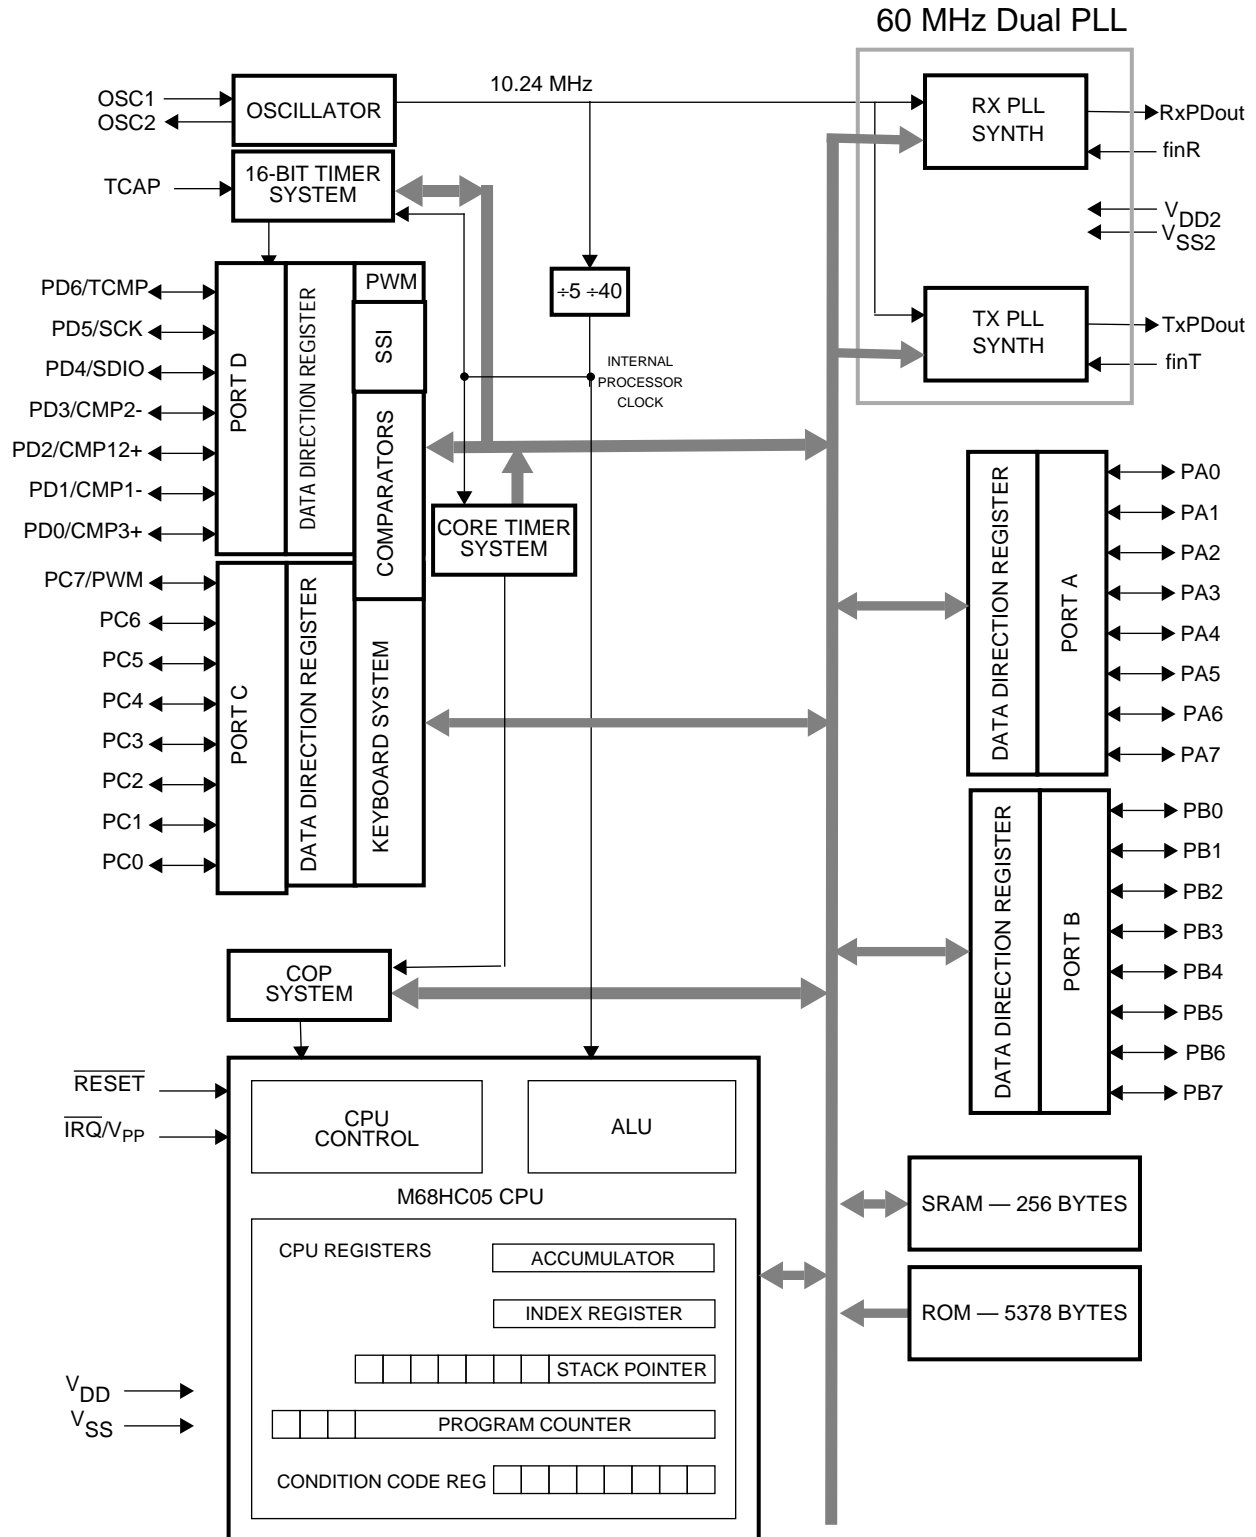 60 MHz Dual PLL
OSC1
OSC2
OSCILLATOR
10.24 MHz
RX PLL
SYNTH
RxPDout
finR
TCAP
16-BIT TIMER
SYSTEM
VDD2
VSS2
÷5 ÷40
TX PLL
SYNTH
TxPDout
finT
INTERNAL
PROCESSOR
CLOCK
PD6/TCMP
PD5/SCK
PD4/SDIO
PD3/CMP2-
PD2/CMP12+
PD1/CMP1-
PD0/CMP3+
PORT D
DATA DIRECTION REGISTER
PWM
SSI
COMPARATORS
CORE TIMER
SYSTEM
PC7/PWM
PC6
PC5
PC4
PC3
PC2
PC1
PC0
PORT C
DATA DIRECTION REGISTER
KEYBOARD SYSTEM
DATA DIRECTION REGISTER
PORT A
PA0
PA1
PA2
PA3
PA4
PA5
PA6
PA7
DATA DIRECTION REGISTER
PORT B
PB0
PB1
PB2
PB3
PB4
PB5
PB6
PB7
COP
SYSTEM
RESET
IRQ/VPP
CPU
CONTROL
ALU
M68HC05 CPU
CPU REGISTERS
ACCUMULATOR
INDEX REGISTER
STACK POINTER
PROGRAM COUNTER
CONDITION CODE REG
VDD
VSS
SRAM — 256 BYTES
ROM — 5378 BYTES